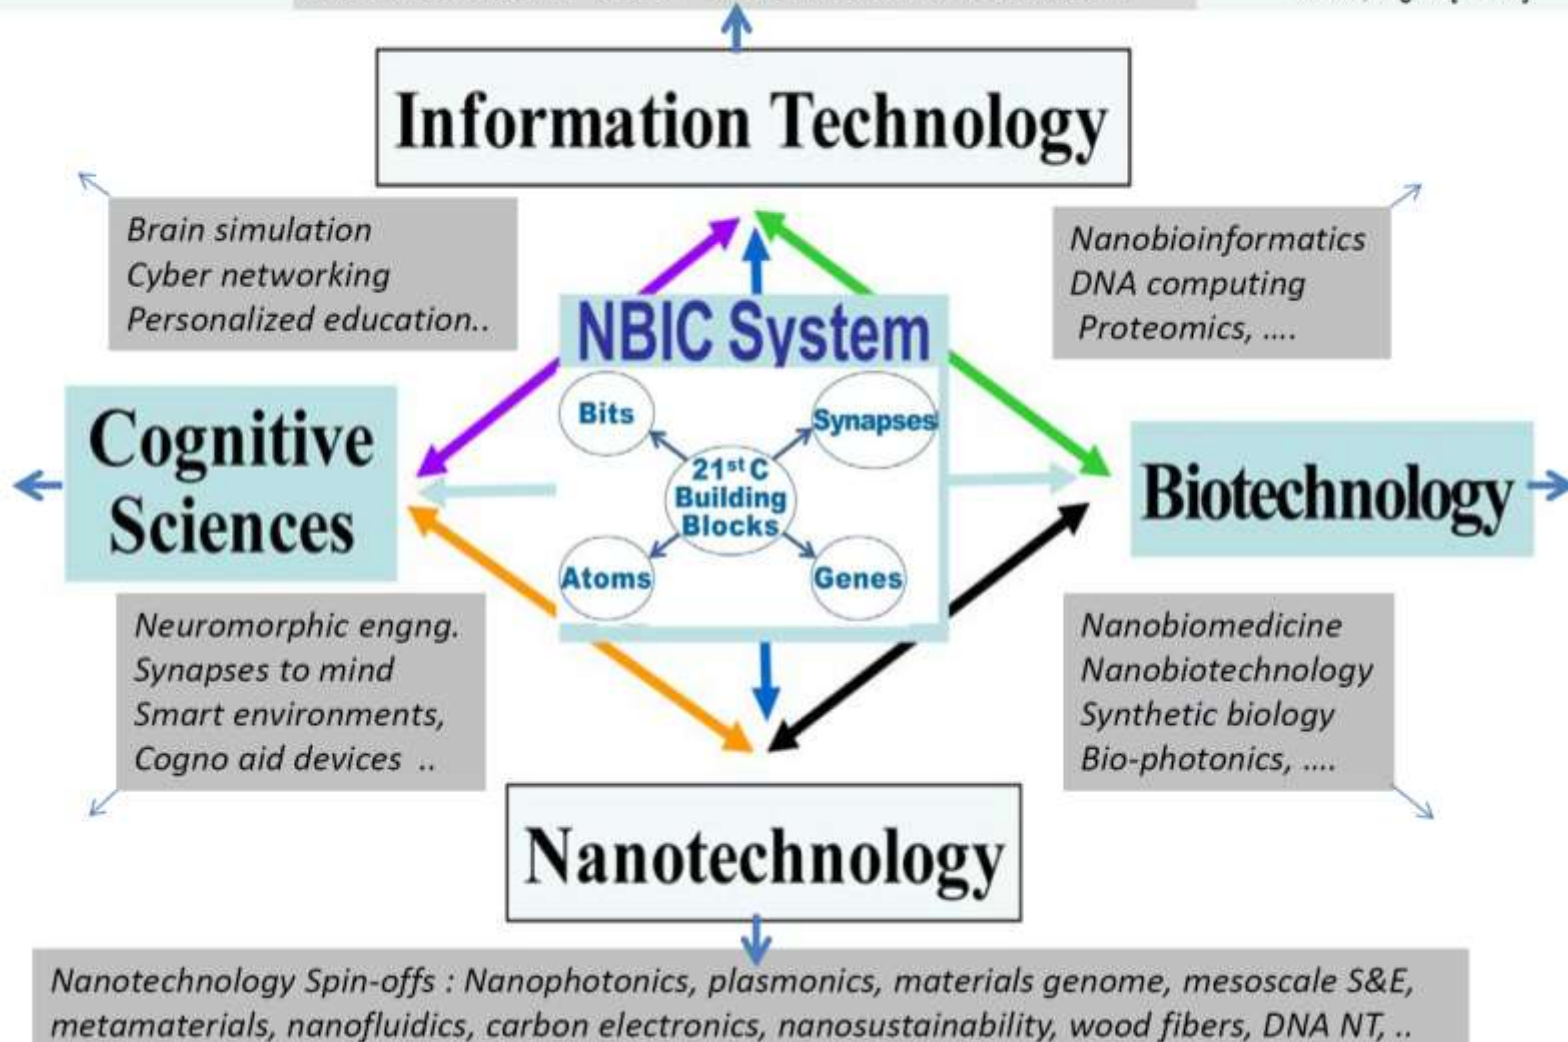 Information Technology
Brain simulation
Cyber networking
Personalized education..
Nanobioinformatics
DNA computing
Proteomics, ....
NBIC System
Bits
Synapses
21st C
Building
Blocks
Atoms
Genes
Cognitive
Sciences
Biotechnology
Neuromorphic engng.
Synapses to mind
Smart environments,
Cogno aid devices ..
Nanobiomedicine
Nanobiotechnology
Synthetic biology
Bio-photonics, ....
Nanotechnology
Nanotechnology Spin-offs : Nanophotonics, plasmonics, materials genome, mesoscale S&E,
metamaterials, nanofluidics, carbon electronics, nanosustainability, wood fibers, DNA NT, ..